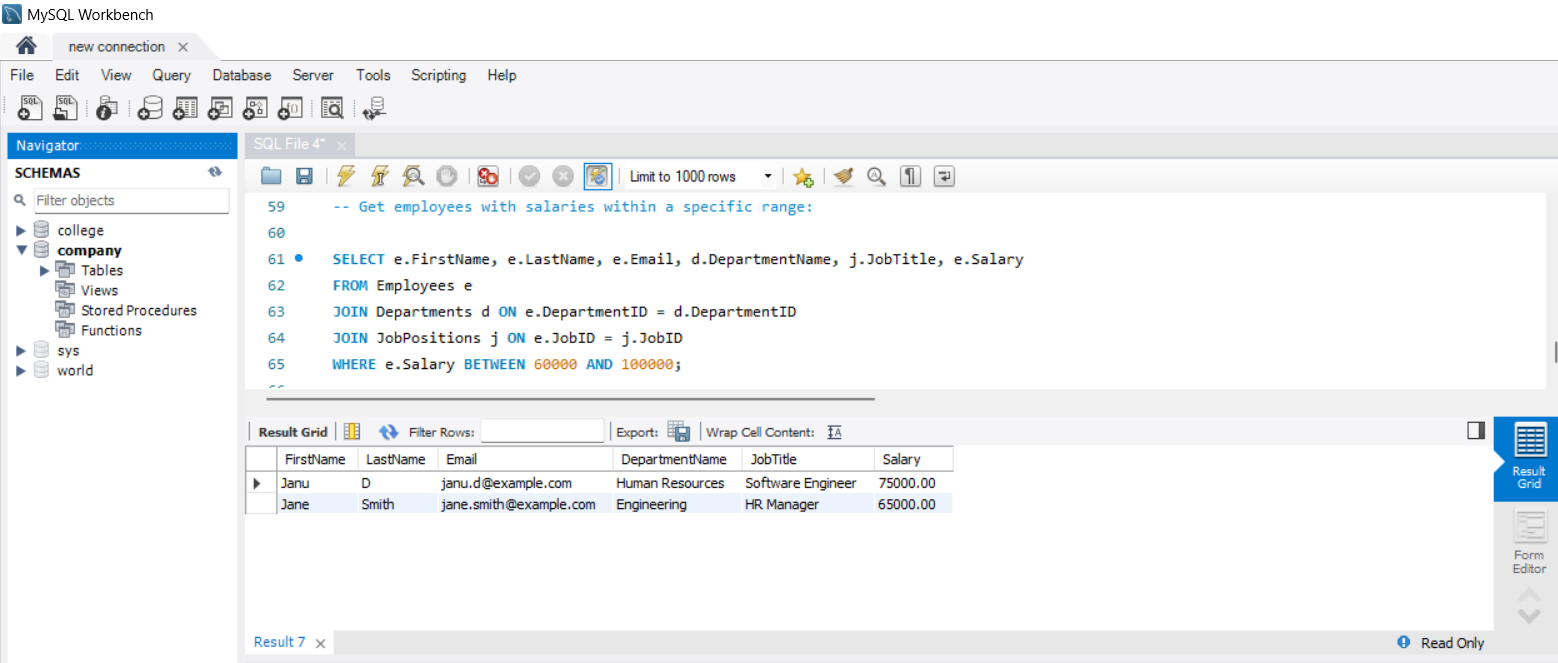 MySQL Workbench
new connection
File Edit View Query Database Server Tools Scripting Help
Navigator
SCHEMAS
Filter objects
college
company
Tables
Views
Stored Procedures
Functions
sys
world
SQL File 4*
Limit to 1000 rows
59 -- Get employees with salaries within a specific range:
60
61 SELECT e.FirstName, e.LastName, e.Email, d.DepartmentName, j.JobTitle, e.Salary
62 FROM Employees e
63 JOIN Departments d ON e.DepartmentID = d.DepartmentID
64 JOIN JobPositions j ON e.JobID = j.JobID
65 WHERE e.Salary BETWEEN 60000 AND 100000;
Result Grid Filter Rows: Export: Wrap Cell Content:
FirstName LastName Email DepartmentName JobTitle Salary
Janu D janu.d@example.com Human Resources Software Engineer 75000.00
Jane Smith jane.smith@example.com Engineering HR Manager 65000.00
Result
Grid
Form
Editor
Result 7
Read Only